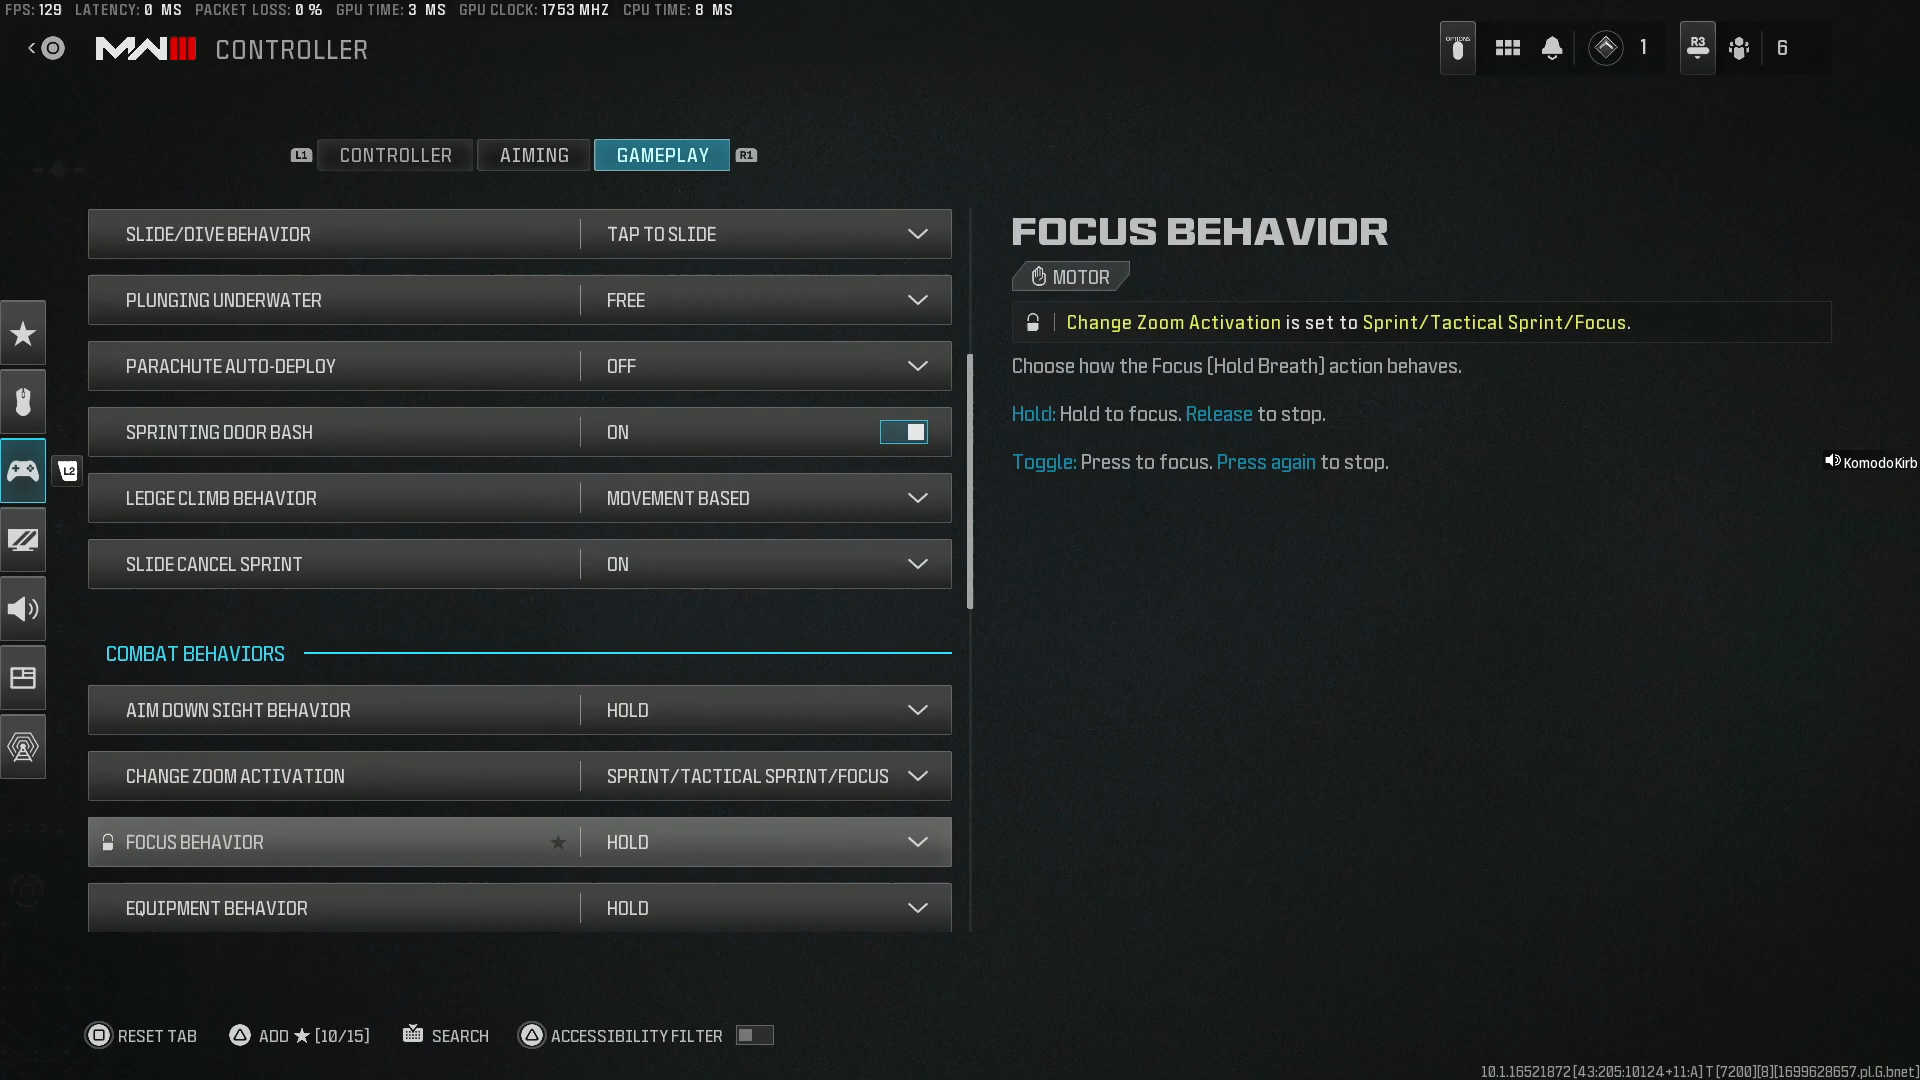 FPS: 129 LATENCY: 0 MS PACKET LOSS: 0 % GPU TIME: 3 MS GPU CLOCK: 1753 MHZ CPU TIME: 8 MS
MWIII CONTROLLER
OPTIONS 1 R3 6
L1 CONTROLLER AIMING GAMEPLAY R1
SLIDE/DIVE BEHAVIOR TAP TO SLIDE
PLUNGING UNDERWATER FREE
PARACHUTE AUTO-DEPLOY OFF
SPRINTING DOOR BASH ON
L2
LEDGE CLIMB BEHAVIOR MOVEMENT BASED
SLIDE CANCEL SPRINT ON
COMBAT BEHAVIORS
AIM DOWN SIGHT BEHAVIOR HOLD
CHANGE ZOOM ACTIVATION SPRINT/TACTICAL SPRINT/FOCUS
FOCUS BEHAVIOR HOLD
EQUIPMENT BEHAVIOR HOLD
FOCUS BEHAVIOR
MOTOR
Change Zoom Activation is set to Sprint/Tactical Sprint/Focus.
Choose how the Focus [Hold Breath] action behaves.
Hold: Hold to focus. Release to stop.
Toggle: Press to focus. Press again to stop.
KomodoKirb
RESET TAB ADD ★ [10/15] SEARCH ACCESSIBILITY FILTER
10.1.16521872 [43:205:10124+11:A] T [7200][8][1699628657.pl.G.bnet]